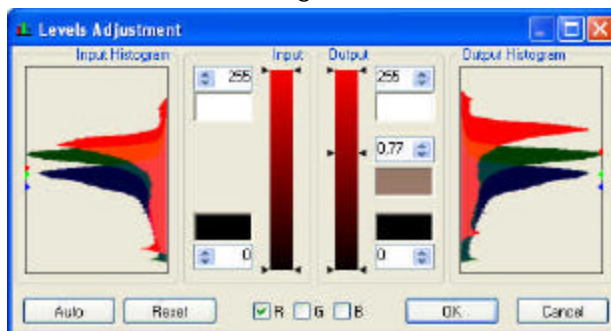 Levels Adjustment
Input Histogram
Input
Output
Output Histogram
255
255
0.77
0
0
Auto
Reset
R
G
B
OK
Cancel